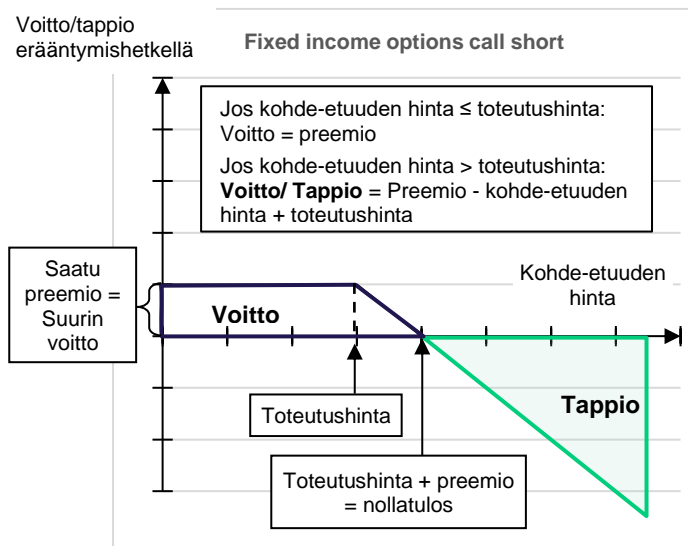 Voitto/tappio
erääntymishetkellä
Fixed income options call short
Jos kohde-etuuden hinta ≤ toteutushinta:
Voitto = preemio
Jos kohde-etuuden hinta > toteutushinta:
Voitto/ Tappio = Preemio - kohde-etuuden
hinta + toteutushinta
Saatu
preemio =
Suurin
voitto
Kohde-etuuden
hinta
Voitto
Tappio
Toteutushinta
Toteutushinta + preemio
= nollatulos